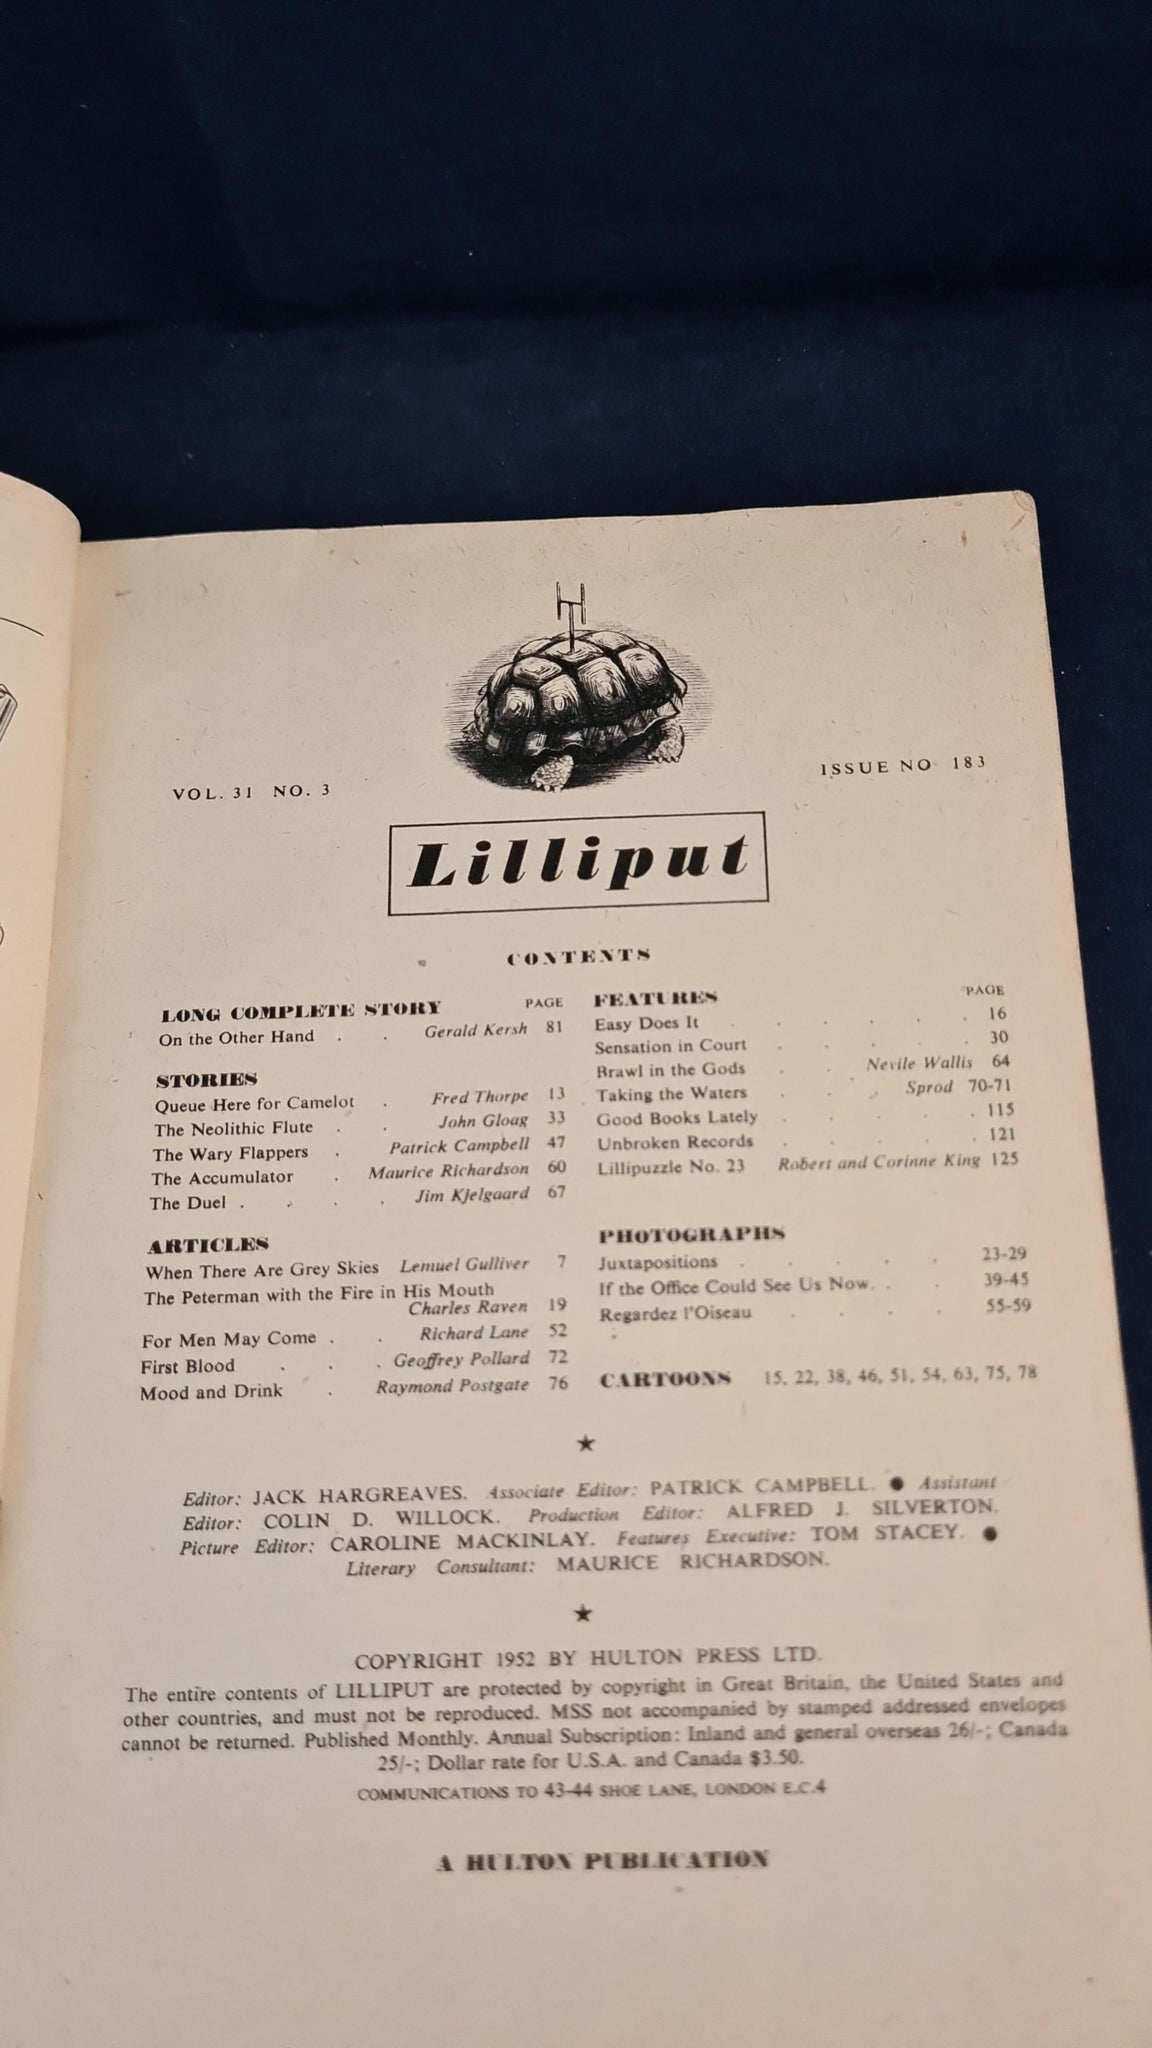 VOL. 31 NO. 3
ISSUE NO 183
Lilliput
CONTENTS
LONG COMPLETE STORY PAGE
On the Other Hand . . Gerald Kersh 81
STORIES
Queue Here for Camelot . Fred Thorpe 13
The Neolithic Flute . . John Gloag 33
The Wary Flappers . Patrick Campbell 47
The Accumulator . Maurice Richardson 60
The Duel . . . . Jim Kjelgaard 67
ARTICLES
When There Are Grey Skies Lemuel Gulliver 7
The Peterman with the Fire in His Mouth
Charles Raven 19
For Men May Come . . Richard Lane 52
First Blood . . . Geoffrey Pollard 72
Mood and Drink . Raymond Postgate 76
FEATURES PAGE
Easy Does It . . . . . . 16
Sensation in Court . . . . . 30
Brawl in the Gods . . Nevile Wallis 64
Taking the Waters . . . Sprod 70-71
Good Books Lately . . . . . 115
Unbroken Records . . . . . 121
Lillipuzzle No. 23 Robert and Corinne King 125
PHOTOGRAPHS
Juxtapositions . . . . . 23-29
If the Office Could See Us Now. . . 39-45
Regardez l'Oiseau . . . . 55-59
CARTOONS 15, 22, 38, 46, 51, 54, 63, 75, 78
★
Editor: JACK HARGREAVES. Associate Editor: PATRICK CAMPBELL. ● Assistant
Editor: COLIN D. WILLOCK. Production Editor: ALFRED J. SILVERTON.
Picture Editor: CAROLINE MACKINLAY. Features Executive: TOM STACEY. ●
Literary Consultant: MAURICE RICHARDSON.
★
COPYRIGHT 1952 BY HULTON PRESS LTD.
The entire contents of LILLIPUT are protected by copyright in Great Britain, the United States and
other countries, and must not be reproduced. MSS not accompanied by stamped addressed envelopes
cannot be returned. Published Monthly. Annual Subscription: Inland and general overseas 26/-; Canada
25/-; Dollar rate for U.S.A. and Canada $3.50.
COMMUNICATIONS TO 43-44 SHOE LANE, LONDON E.C.4
A HULTON PUBLICATION